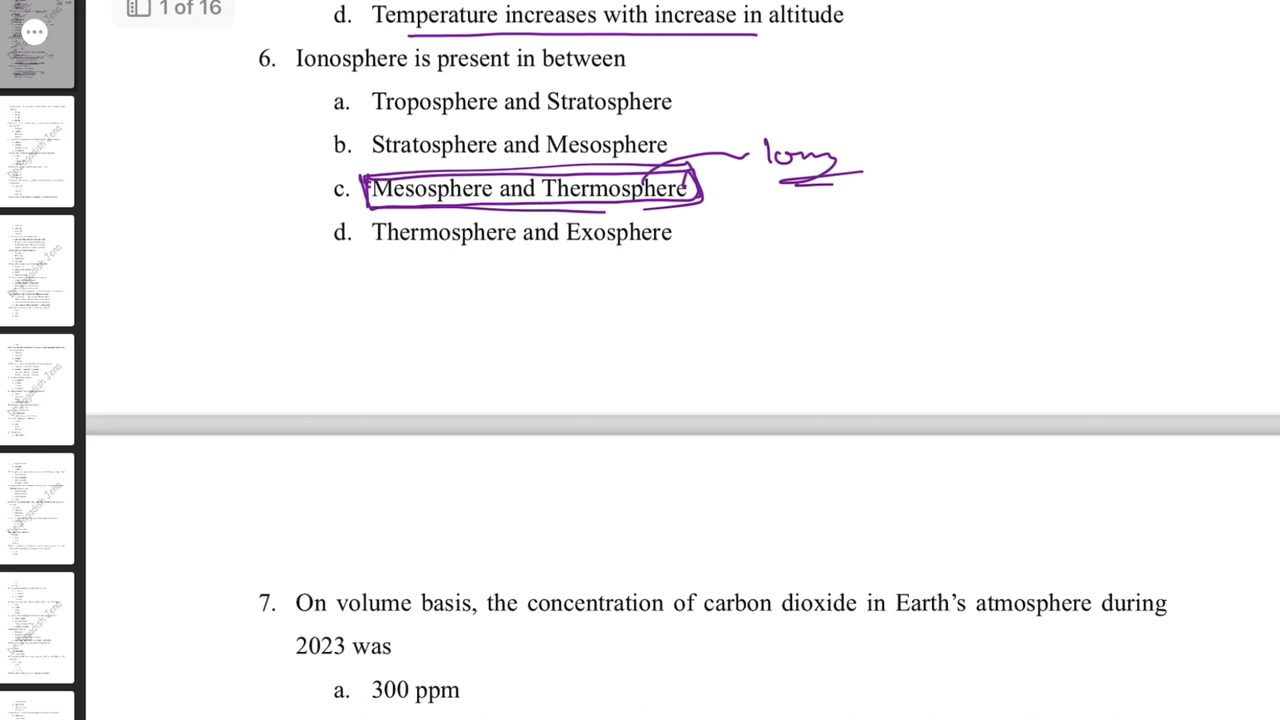 1 of 16
d. Temperature increases with increase in altitude
6. Ionosphere is present in between
a. Troposphere and Stratosphere
b. Stratosphere and Mesosphere
c. Mesosphere and Thermosphere
d. Thermosphere and Exosphere
7. On volume basis, the concentration of carbon dioxide in Earth’s atmosphere during
2023 was
a. 300 ppm